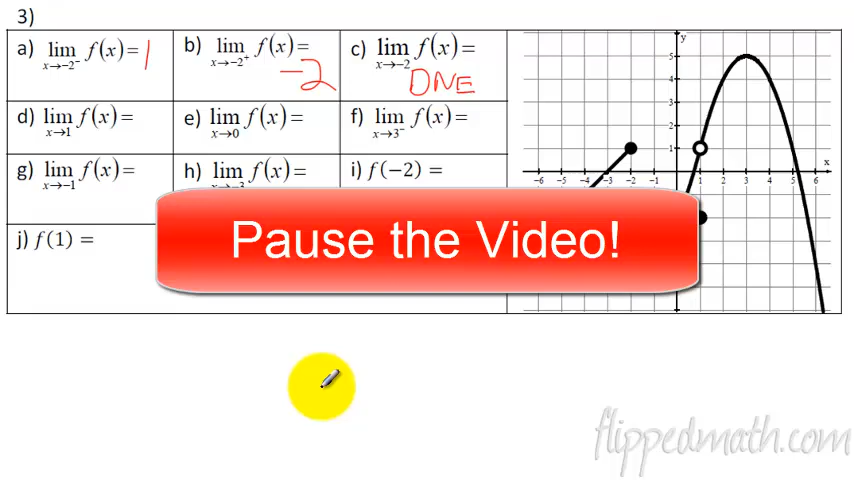 3)
a) lim x→-2⁻ f(x)= 1
b) lim x→-2⁺ f(x)= -2
c) lim x→-2 f(x)= DNE
d) lim x→1 f(x)=
e) lim x→0 f(x)=
f) lim x→3⁻ f(x)=
g) lim x→-1 f(x)=
h) lim x→-3 f(x)=
i) f(−2) =
j) f(1) =
Pause the Video!
y
5
4
3
2
1
x
-6 -5 -4 -3 -2 -1 1 2 3 4 5 6
flippedmath.com